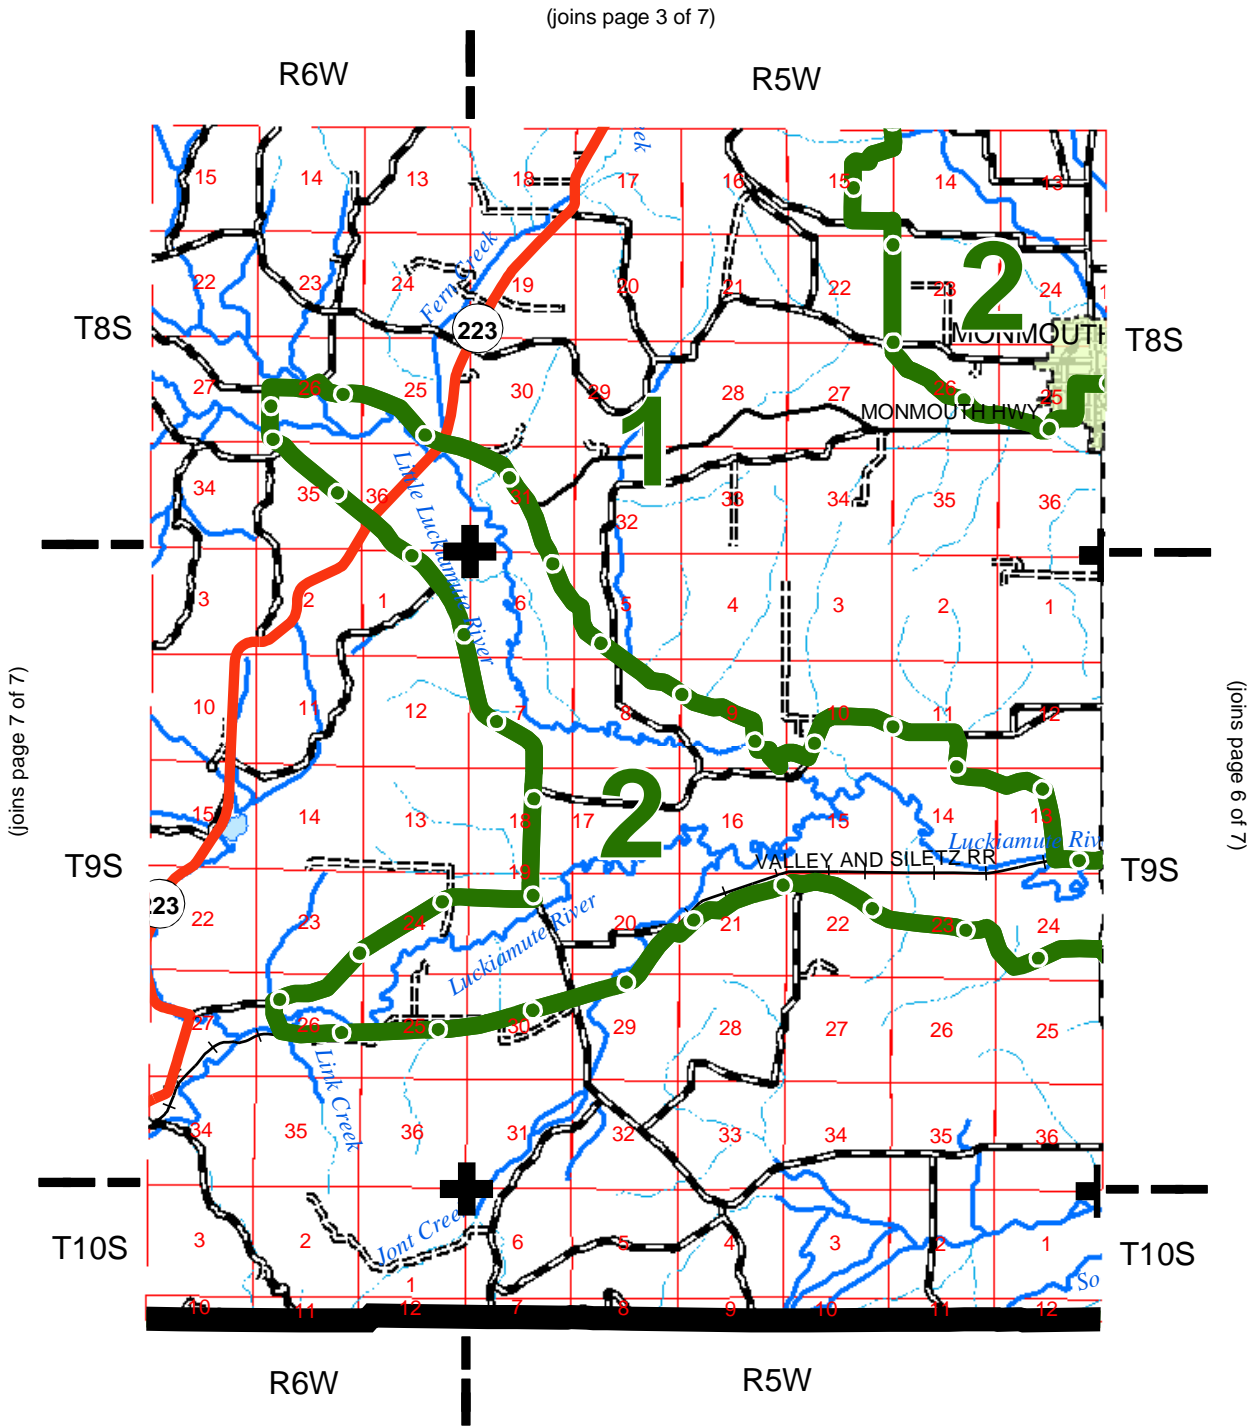 (joins page 3 of 7)
R6W R5W
15 14 13 18 17 16 15 14 13
eek
22 23 24 19 20 21 22 23 24 1
Fern Creek
2
223
T8S MONMOUTH T8S
27 26 25 30 29 28 27 26 25
1
MONMOUTH HWY
Little Luckiamute River
34 35 36 31 32 33 34 35 36
3 2 1 6 5 4 3 2 1
(joins page 7 of 7)
(joins page 6 of 7)
10 11 12 7 8 9 10 11 12
2
15 14 13 18 17 16 15 14 13
Luckiamute Riv
VALLEY AND SILETZ RR
T9S T9S
19
223
22 23 24 20 21 22 23 24
Luckiamute River
27 26 25 30 29 28 27 26 25
Link Creek
34 35 36 31 32 33 34 35 36
Jont Creek
T10S 3 2 1 6 5 4 3 2 1 T10S
So
10 11 12 7 8 9 10 11 12
R6W R5W